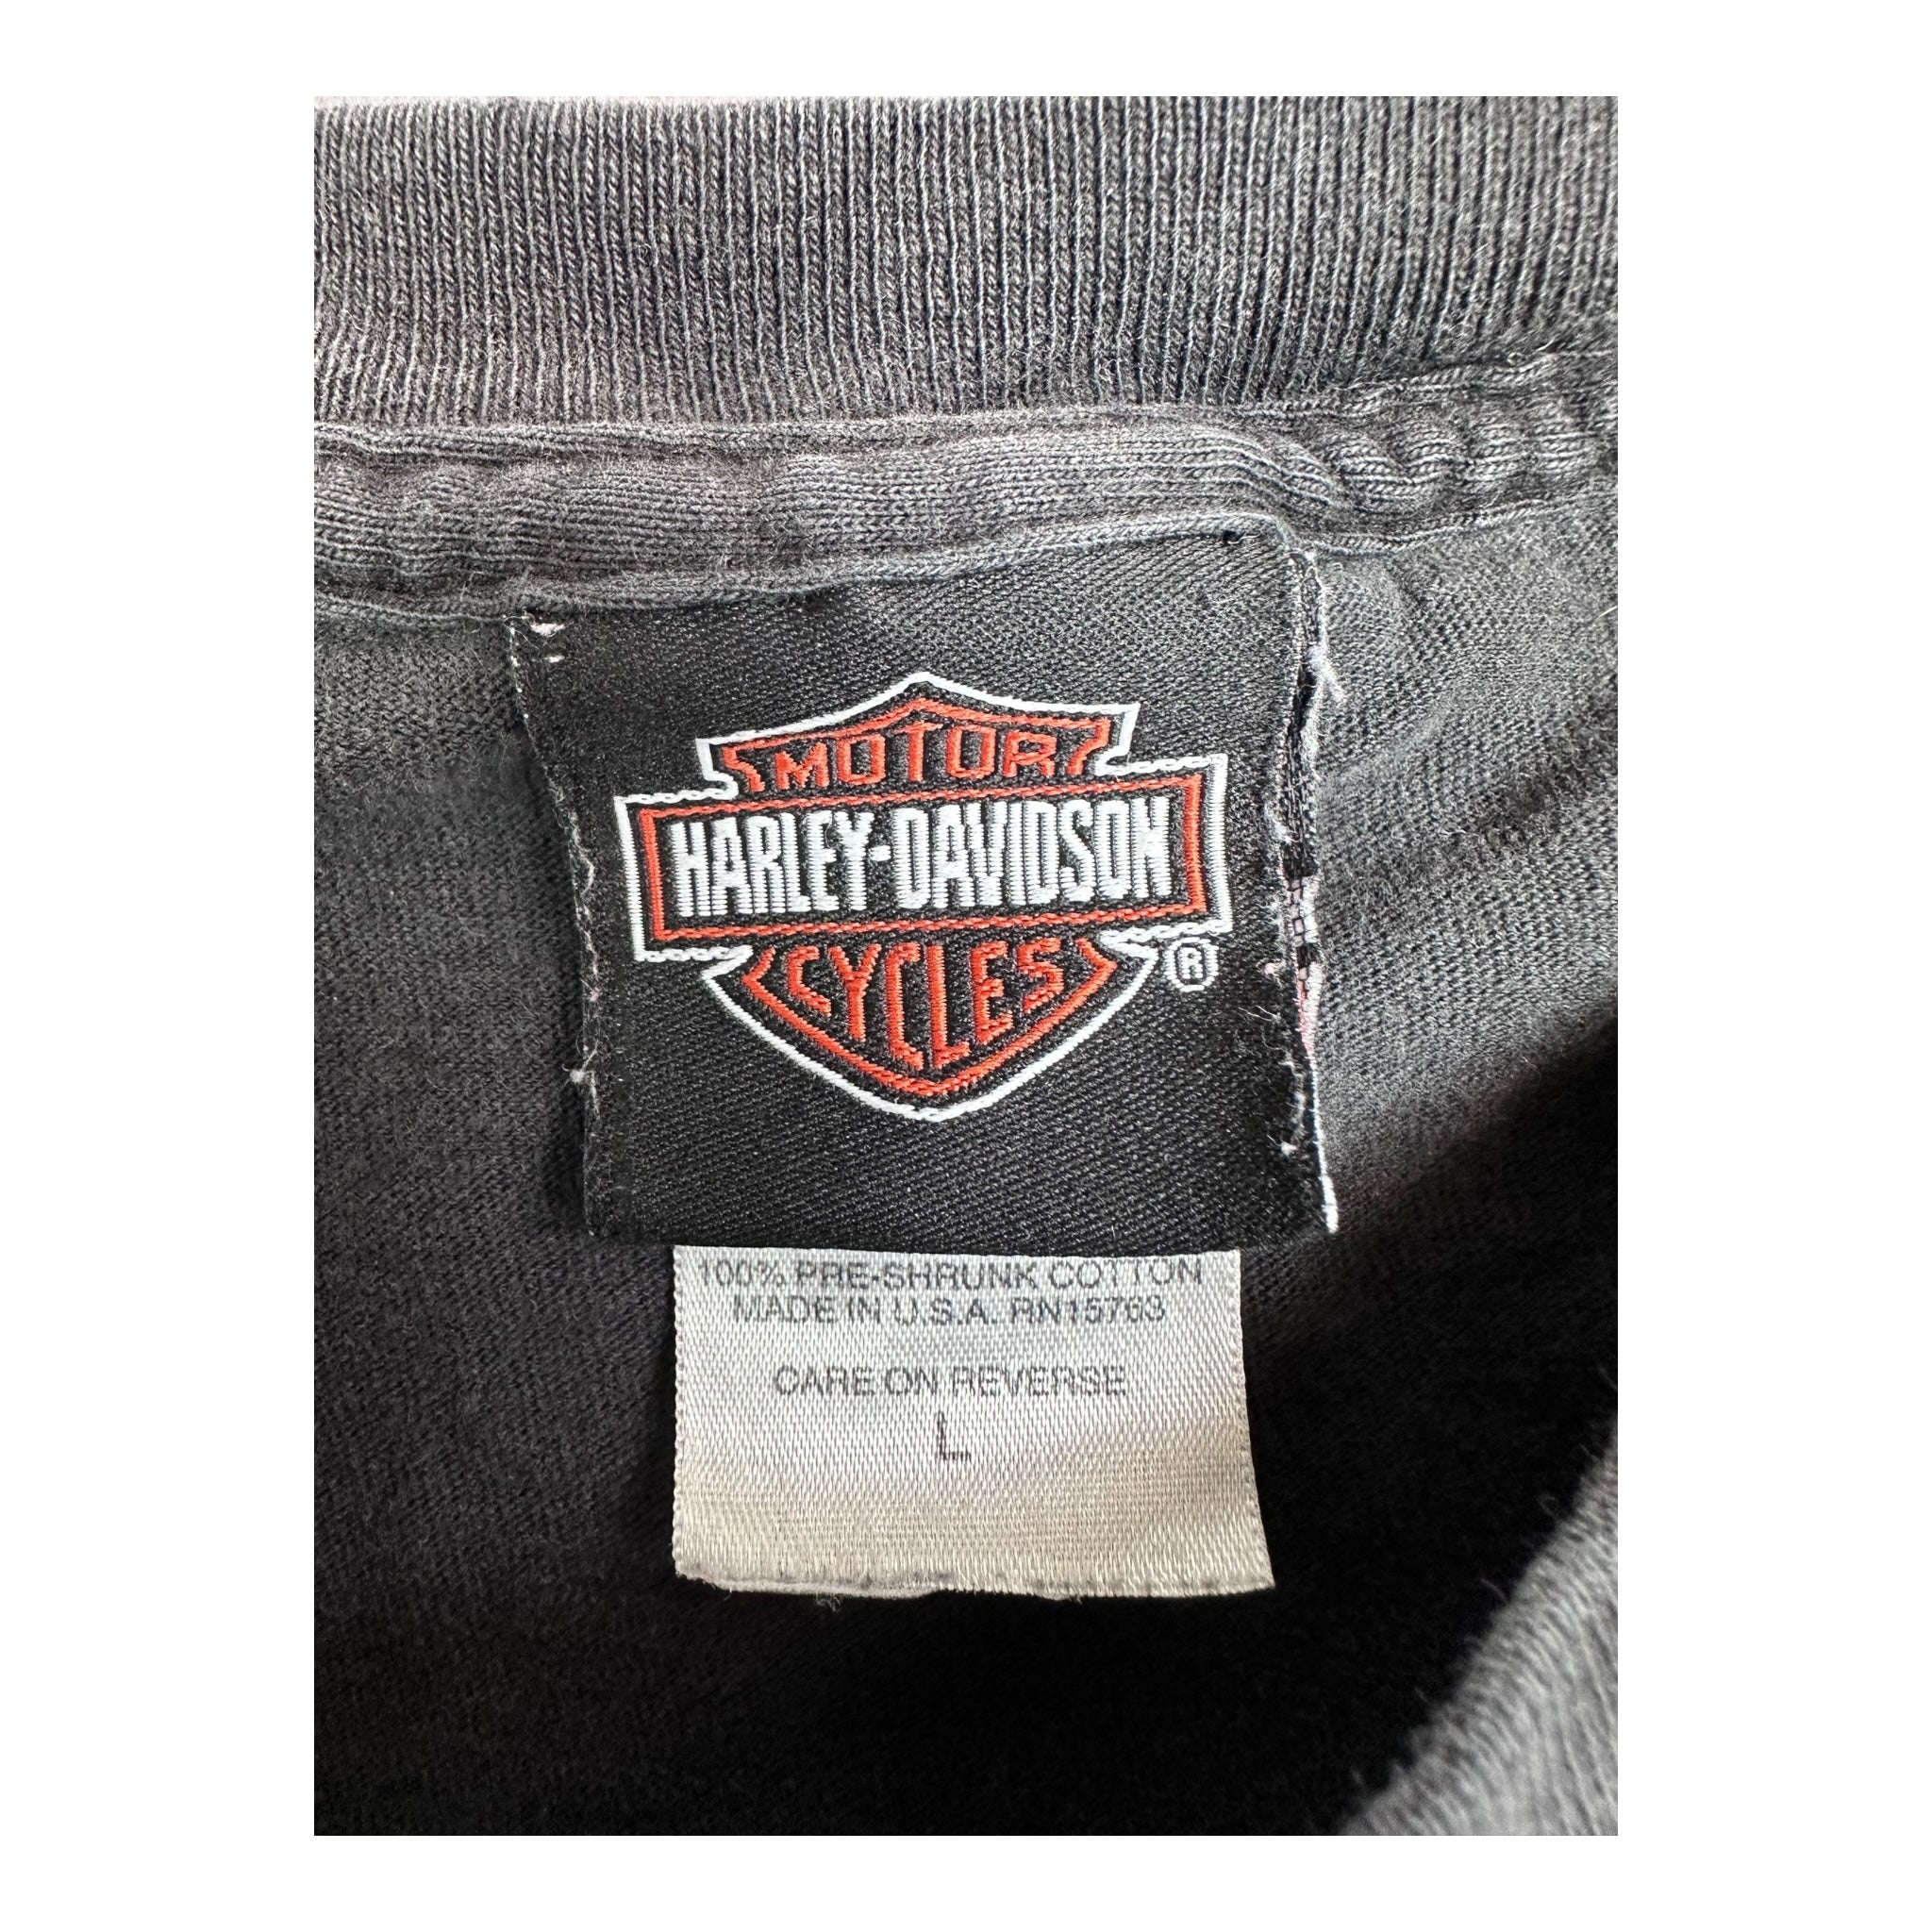 MOTOR
HARLEY-DAVIDSON
CYCLES
®
100% PRE-SHRUNK COTTON
MADE IN U.S.A. RN15763
CARE ON REVERSE
L